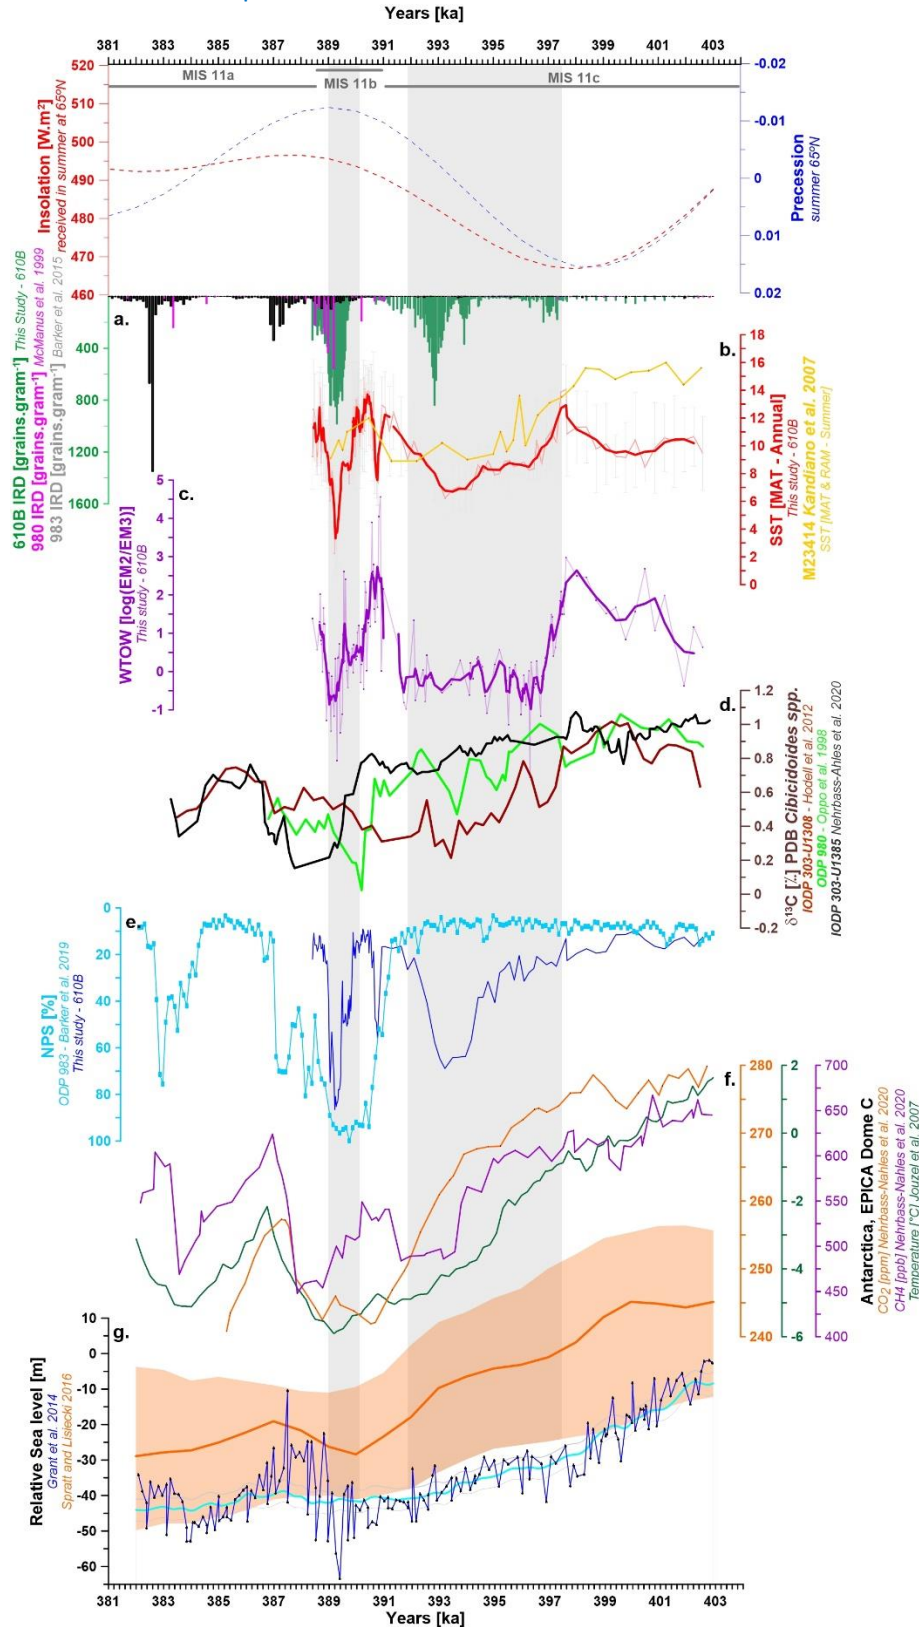 Years [ka]
381 383 385 387 389 391 393 395 397 399 401 403
MIS 11a
MIS 11b
MIS 11c
520
510
500
490
480
470
460
Insolation [W.m²]
received in summer at 65ºN
-0.02
-0.01
0
0.01
0.02
Precession
summer 65ºN
a.
400
800
1200
1600
610B IRD [grains.gram⁻¹] This Study - 610B
980 IRD [grains.gram⁻¹] McManus et al. 1999
983 IRD [grains.gram⁻¹] Barker et al. 2015
b.
18
16
14
12
10
8
6
4
2
0
SST [MAT - Annual]
This study - 610B
M23414 Kandiano et al. 2007
SST [MAT & RAM - Summer]
c.
5
4
3
2
1
0
-1
WTOW [log(EM2/EM3)]
This study - 610B
d.
1.2
1
0.8
0.6
0.4
0.2
0
-0.2
δ¹³C [‰] PDB Cibicidoides spp.
IODP 303-U1308 - Hodell et al. 2012
ODP 980 - Oppo et al. 1998
IODP 303-U1385 Nehrbass-Ahles et al. 2020
e.
0
20
40
60
80
100
NPS [%]
ODP 983 - Barker et al. 2019
This study - 610B
f.
280
270
260
250
240
2
0
-2
-4
-6
700
650
600
550
500
450
400
Antarctica, EPICA Dome C
CO₂ [ppm] Nehrbass-Nahles et al. 2020
CH4 [ppb] Nehrbass-Nahles et al. 2020
Temperature [°C] Jouzel et al. 2007
g.
10
0
-10
-20
-30
-40
-50
-60
Relative Sea level [m]
Grant et al. 2014
Spratt and Lisiecki 2016
381 383 385 387 389 391 393 395 397 399 401 403
Years [ka]